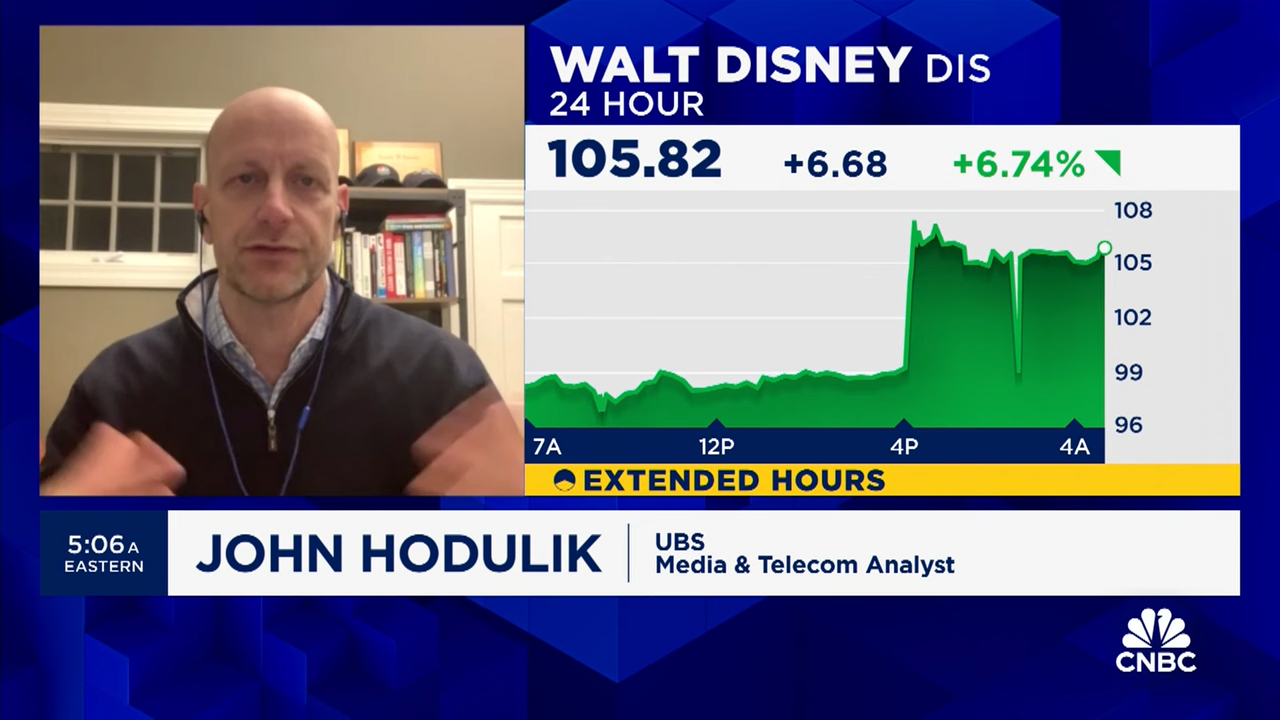 WALT DISNEY DIS
24 HOUR
105.82 +6.68 +6.74%
108
105
102
99
96
7A 12P 4P 4A
EXTENDED HOURS
5:06 A
EASTERN
JOHN HODULIK
UBS
Media & Telecom Analyst
CNBC